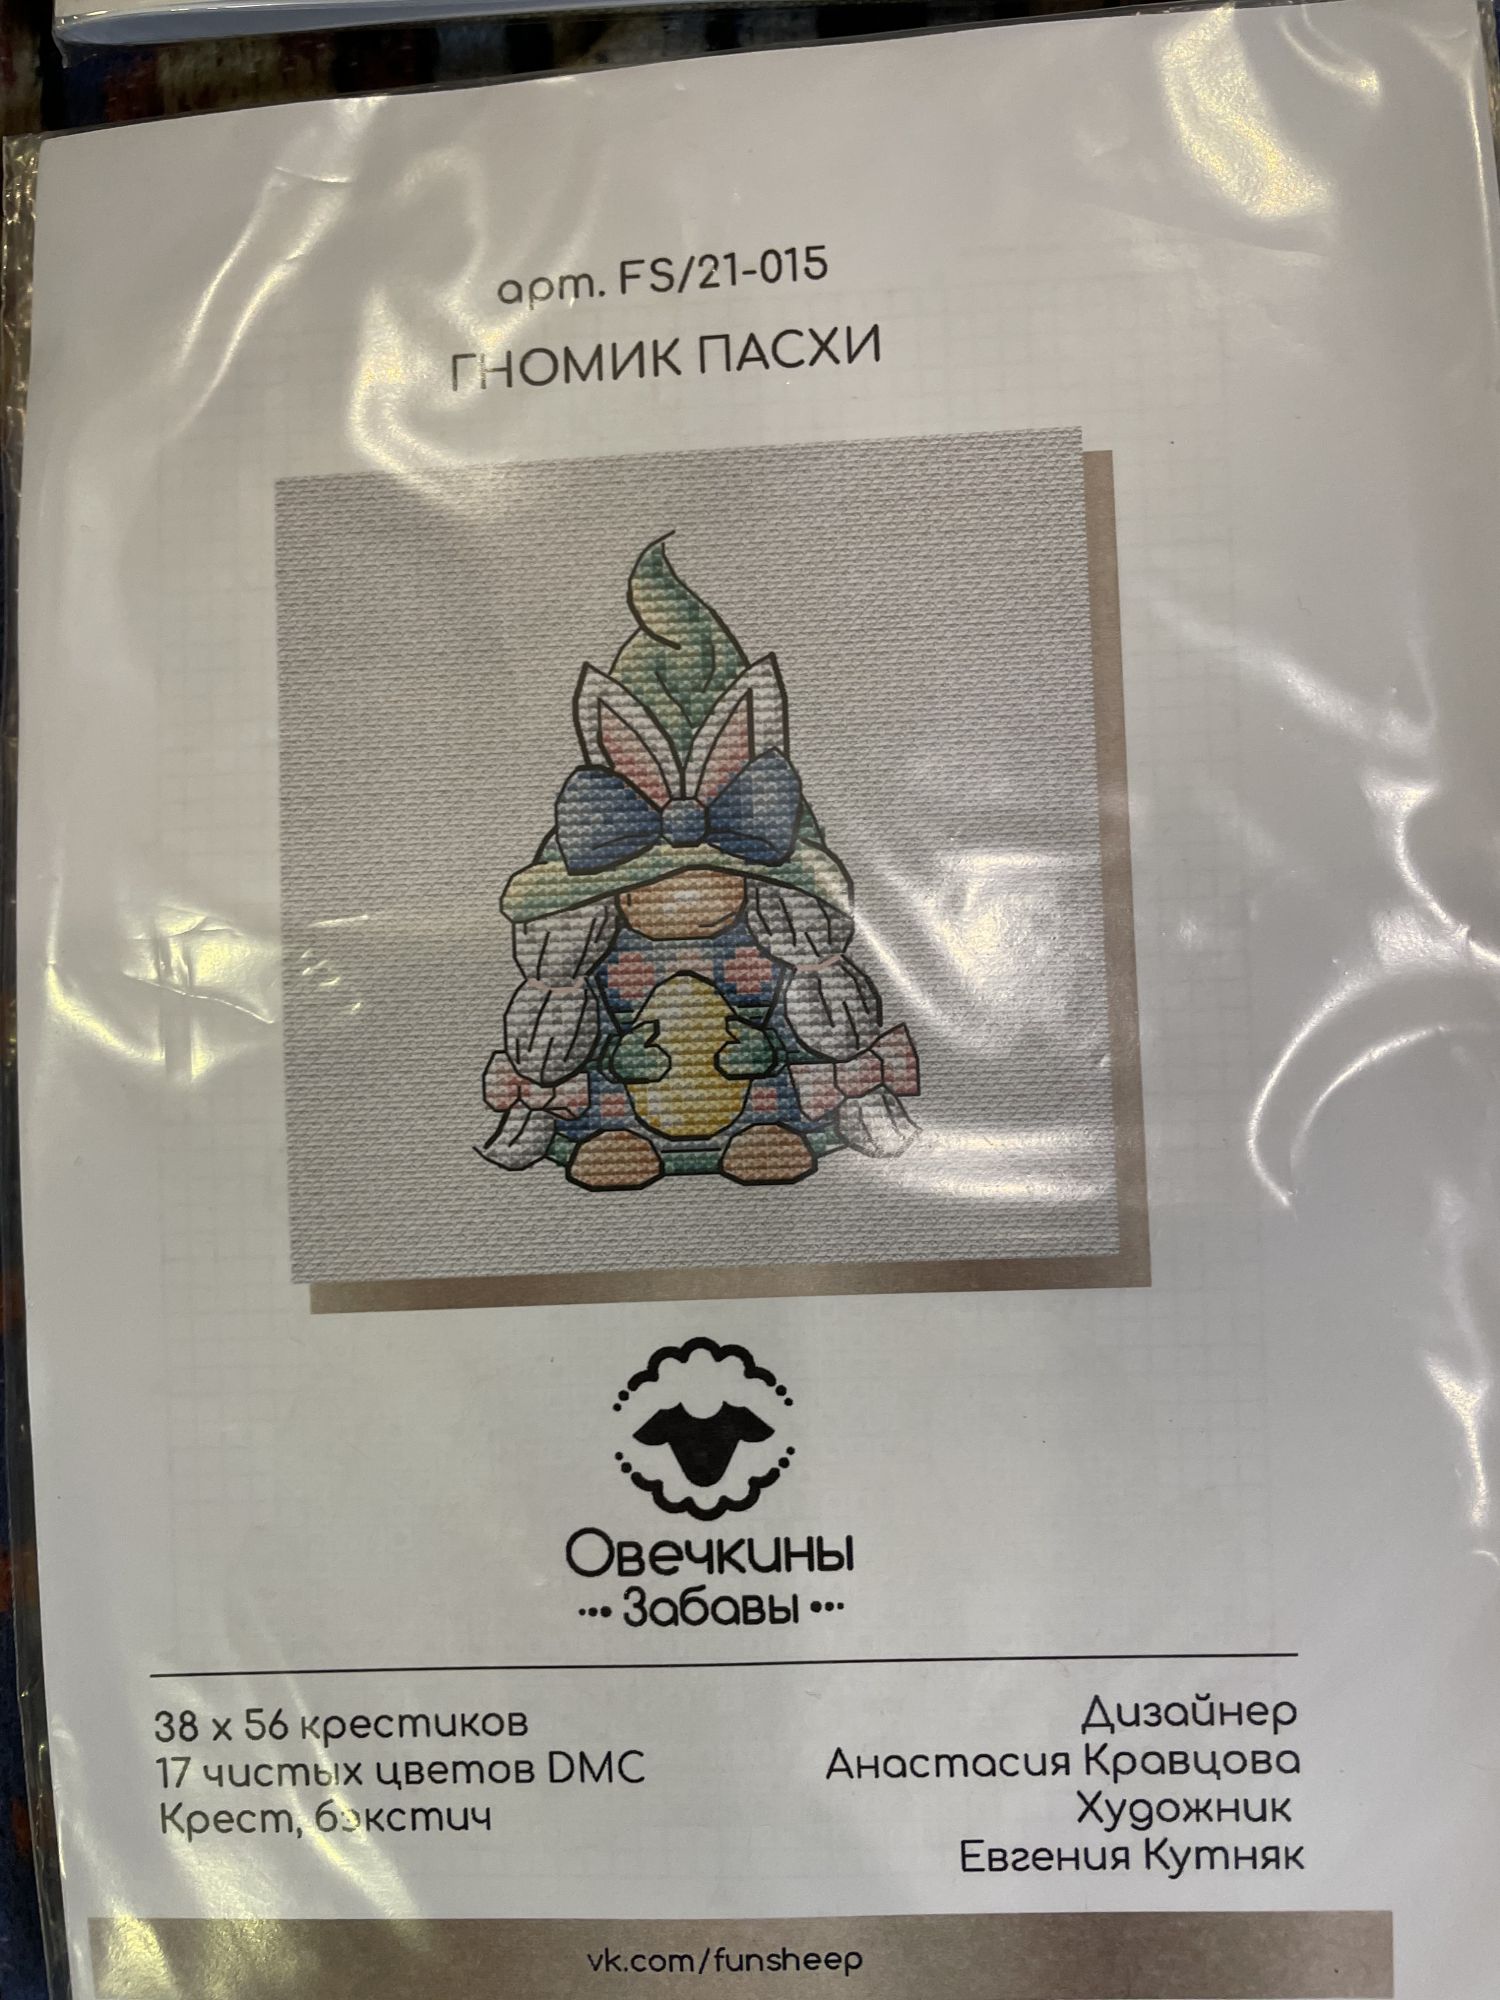 арт. FS/21-015
ГНОМИК ПАСХИ
Овечкины
••• Забавы •••
38 x 56 крестиков
17 чистых цветов DMC
Крест, бэкстич
Дизайнер
Анастасия Кравцова
Художник
Евгения Кутняк
vk.com/funsheep